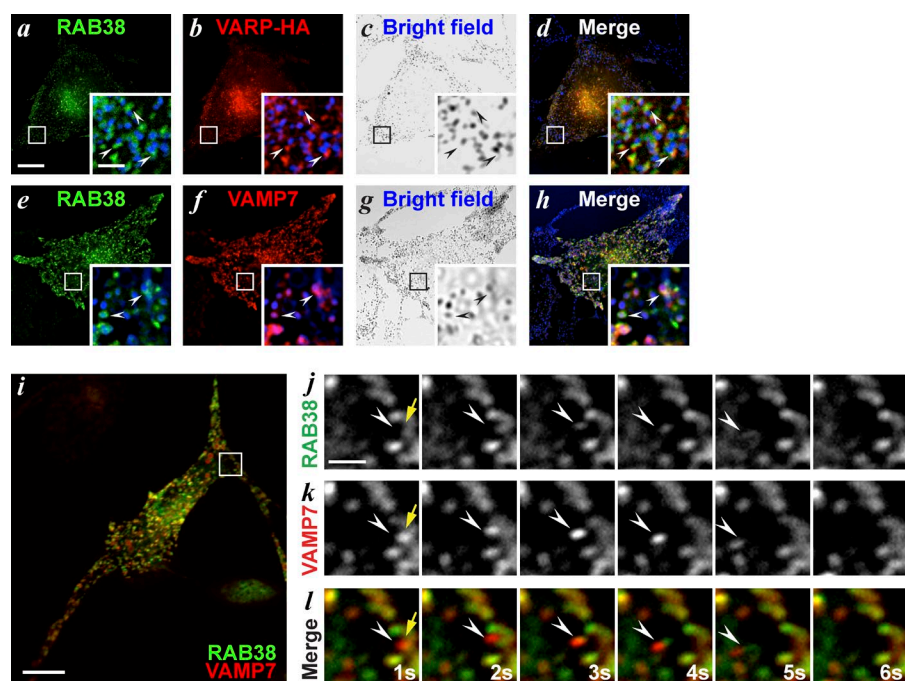 a RAB38
b VARP-HA
c Bright field
d Merge
e RAB38
f VAMP7
g Bright field
h Merge
i
RAB38
VAMP7
j
RAB38
k
VAMP7
l
Merge
1s 2s 3s 4s 5s 6s